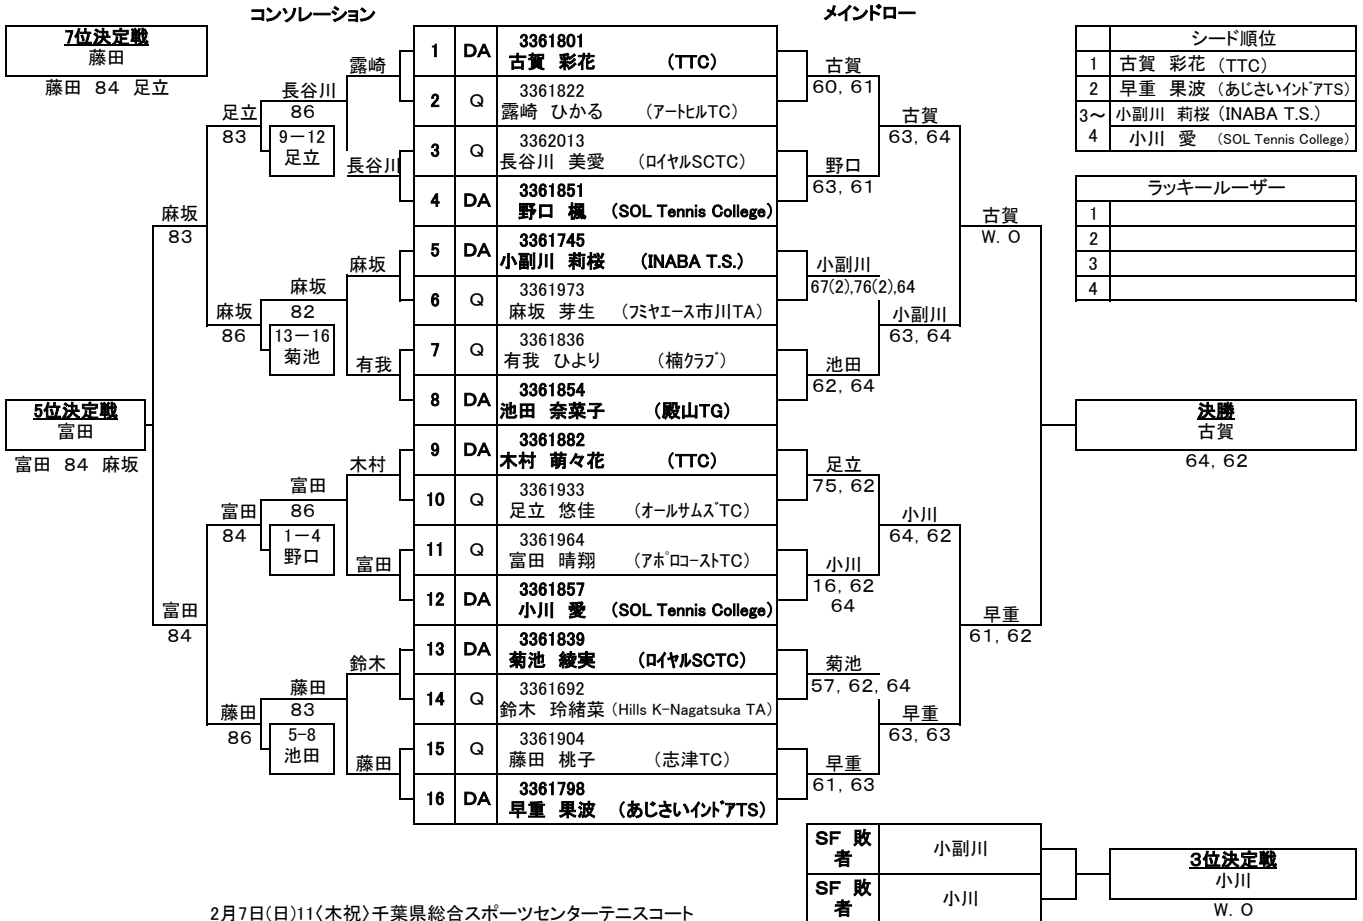 コンソレーション
メインドロー
7位決定戦
藤田
藤田 84 足立
シード順位
1 古賀 彩花 (TTC)
2 早重 果波 (あじさいインドアTS)
3~4 小副川 莉桜 (INABA T.S.)
小川 愛 (SOL Tennis College)
ラッキールーザー
1
2
3
4
1 DA 3361801
古賀 彩花 (TTC)
2 Q 3361822
露崎 ひかる (アートヒルTC)
3 Q 3362013
長谷川 美愛 (ロイヤルSCTC)
4 DA 3361851
野口 楓 (SOL Tennis College)
5 DA 3361745
小副川 莉桜 (INABA T.S.)
6 Q 3361973
麻坂 芽生 (フミヤエース市川TA)
7 Q 3361836
有我 ひより (楠クラブ)
8 DA 3361854
池田 奈菜子 (殿山TG)
9 DA 3361882
木村 萌々花 (TTC)
10 Q 3361933
足立 悠佳 (オールサムズTC)
11 Q 3361964
富田 晴翔 (アポロコーストTC)
12 DA 3361857
小川 愛 (SOL Tennis College)
13 DA 3361839
菊池 綾実 (ロイヤルSCTC)
14 Q 3361692
鈴木 玲緒菜 (Hills K-Nagatsuka TA)
15 Q 3361904
藤田 桃子 (志津TC)
16 DA 3361798
早重 果波 (あじさいインドアTS)
露崎
長谷川
麻坂
有我
木村
富田
鈴木
藤田
長谷川
86
9-12
足立
麻坂
82
13-16
菊池
富田
86
1-4
野口
藤田
83
5-8
池田
足立
83
麻坂
86
富田
84
藤田
86
麻坂
83
富田
84
5位決定戦
富田
富田 84 麻坂
古賀
60, 61
野口
63, 61
小副川
67(2),76(2),64
池田
62, 64
足立
75, 62
小川
16, 62
64
菊池
57, 62, 64
早重
61, 63
古賀
63, 64
小副川
63, 64
小川
64, 62
早重
63, 63
古賀
W. O
早重
61, 62
決勝
古賀
64, 62
SF 敗者
小副川
SF 敗者
小川
3位決定戦
小川
W. O
2月7日(日)11〈木祝〉千葉県総合スポーツセンターテニスコート